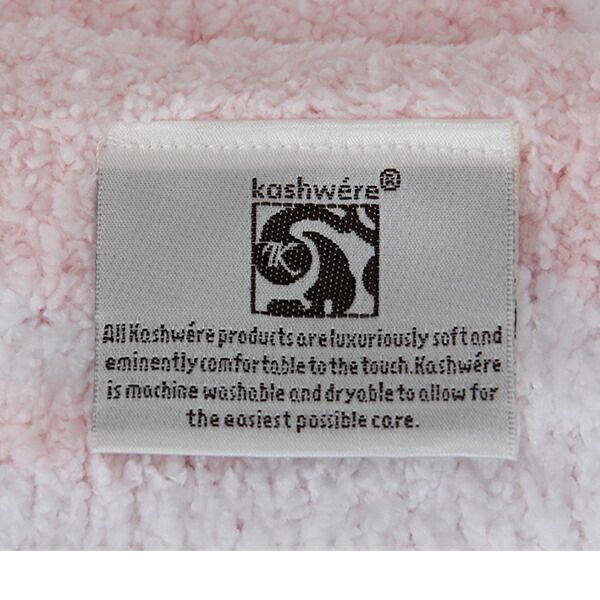 kashwére®
K
All Kashwére products are luxuriously soft and
eminently comfortable to the touch. Kashwére
is machine washable and dryable to allow for
the easiest possible care.